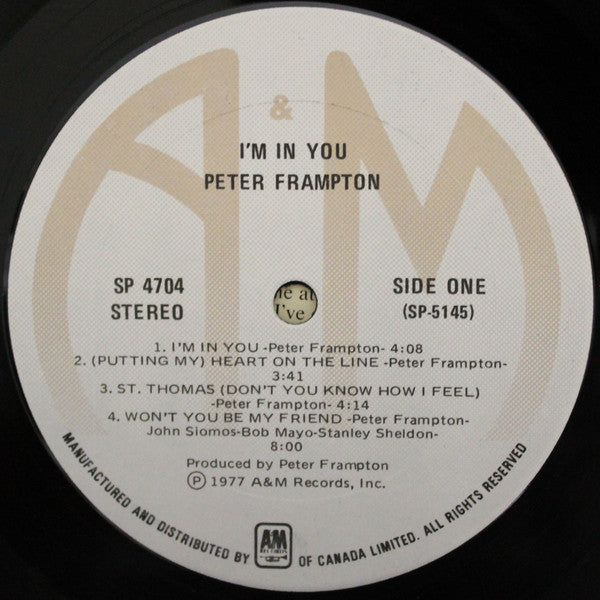 A & M
I'M IN YOU
PETER FRAMPTON
SP 4704
STEREO
SIDE ONE
(SP-5145)
1. I'M IN YOU -Peter Frampton- 4:08
2. (PUTTING MY) HEART ON THE LINE -Peter Frampton-
3:41
3. ST. THOMAS (DON'T YOU KNOW HOW I FEEL)
-Peter Frampton- 4:14
4. WON'T YOU BE MY FRIEND -Peter Frampton-
John Siomos-Bob Mayo-Stanley Sheldon-
8:00
Produced by Peter Frampton
Ⓟ 1977 A&M Records, Inc.
MANUFACTURED AND DISTRIBUTED BY A&M RECORDS OF CANADA LIMITED. ALL RIGHTS RESERVED
at
I've